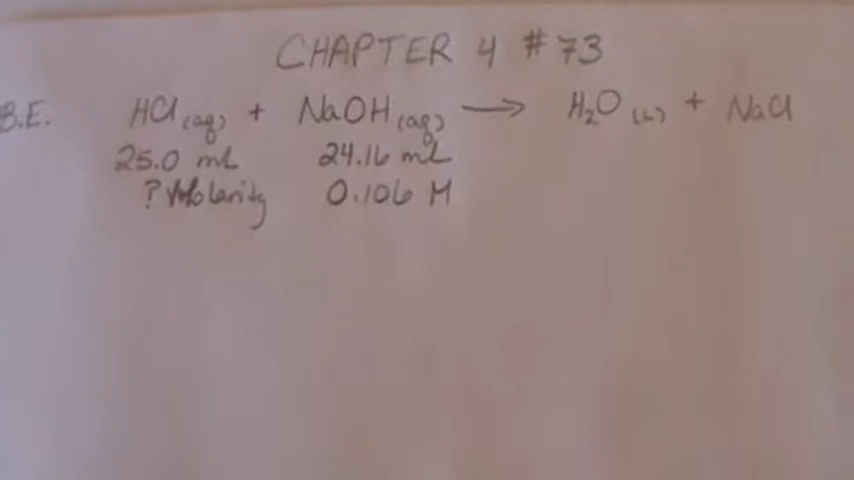 CHAPTER 4 #73
B.E. HCl (aq) + NaOH (aq) → H₂O (L) + NaCl
25.0 mL 24.16 mL
? Molarity 0.106 M